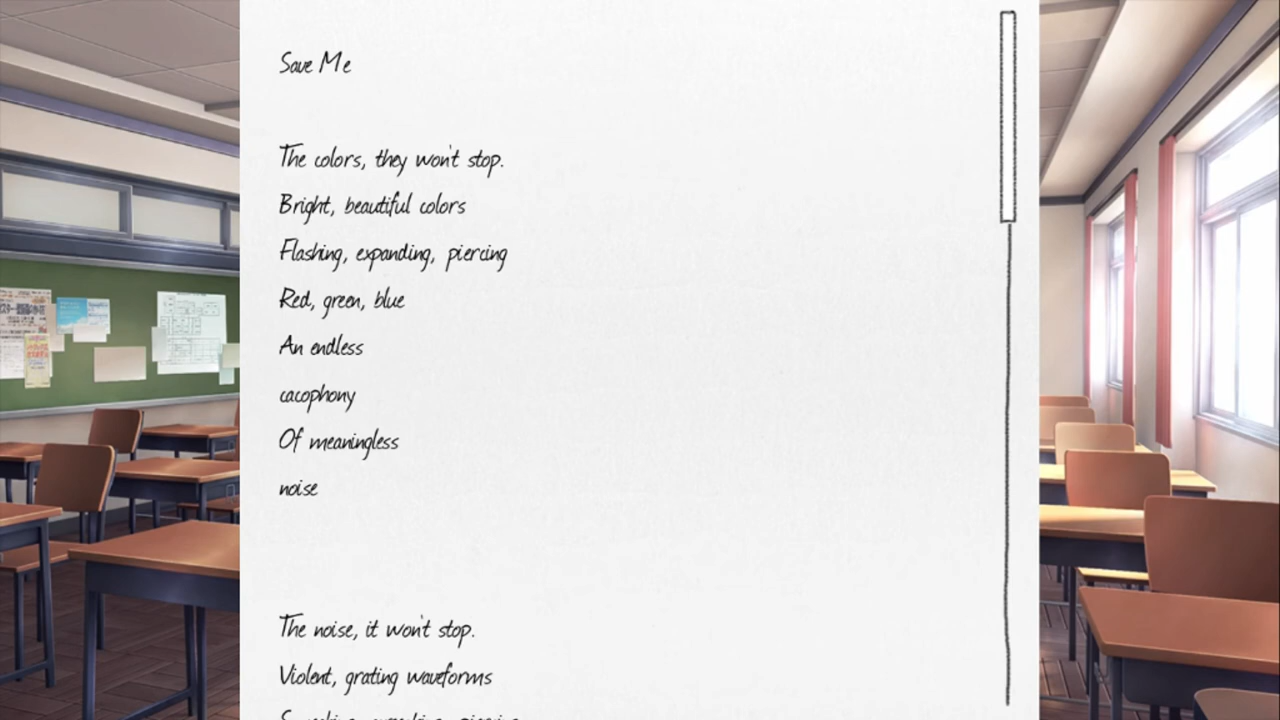 Save Me
The colors, they won't stop.
Bright, beautiful colors
Flashing, expanding, piercing
Red, green, blue
An endless
cacophony
Of meaningless
noise
The noise, it won't stop.
Violent, grating waveforms